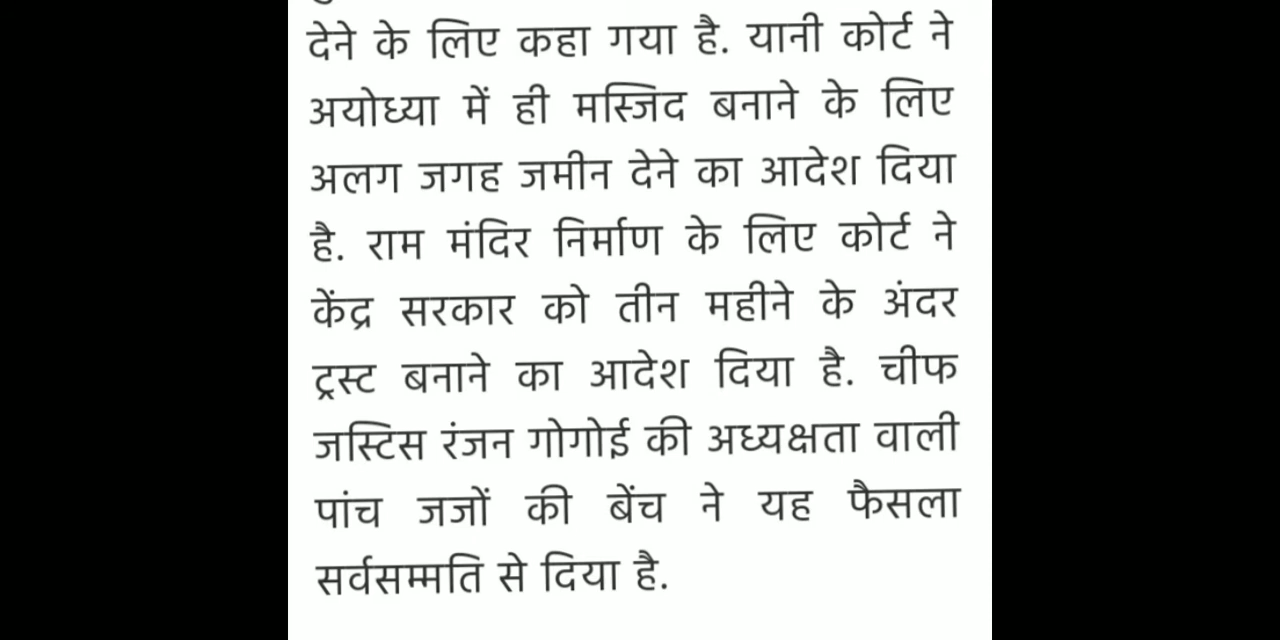 देने के लिए कहा गया है. यानी कोर्ट ने
अयोध्या में ही मस्जिद बनाने के लिए
अलग जगह जमीन देने का आदेश दिया
है. राम मंदिर निर्माण के लिए कोर्ट ने
केंद्र सरकार को तीन महीने के अंदर
ट्रस्ट बनाने का आदेश दिया है. चीफ
जस्टिस रंजन गोगोई की अध्यक्षता वाली
पांच जजों की बेंच ने यह फैसला
सर्वसम्मति से दिया है.